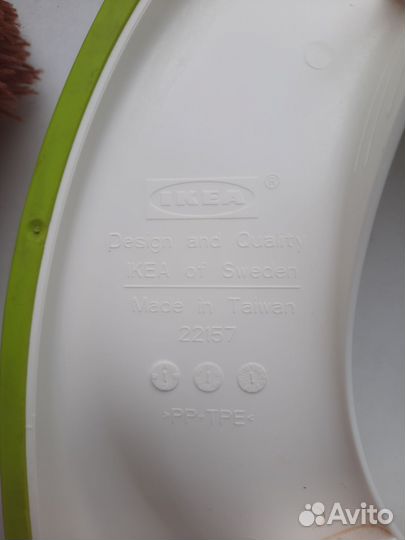 IKEA ®
Design and Quality
IKEA of Sweden
Made in Taiwan
22157
>PP-TPE<
Avito